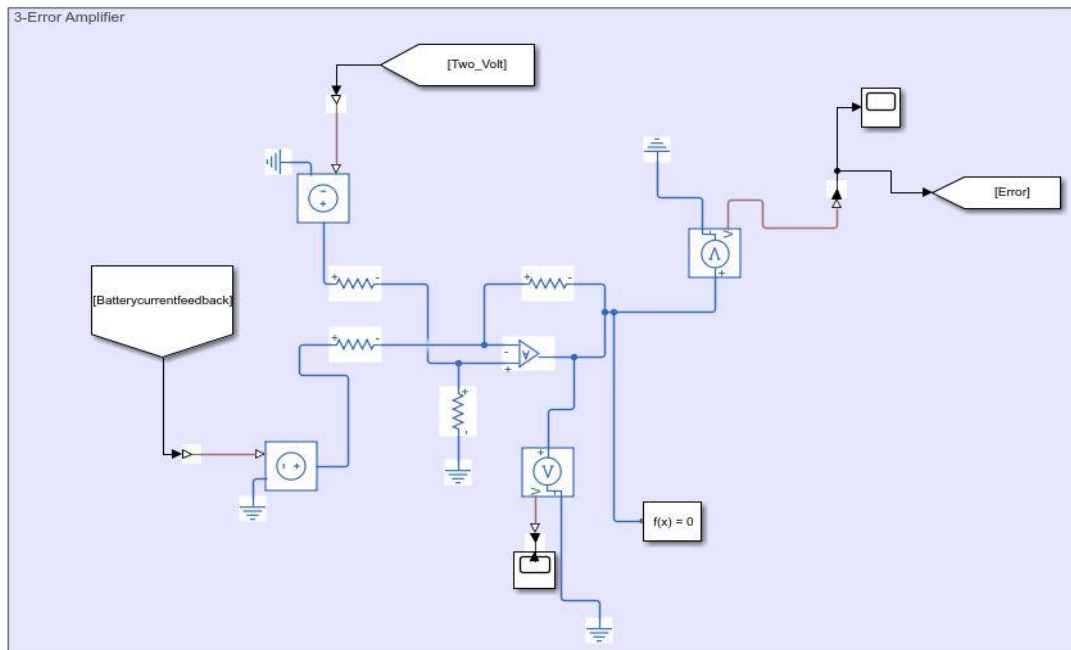 3-Error Amplifier
[Two_Volt]
[Error]
[Batterycurrentfeedback]
V
V
V
V
f(x) = 0